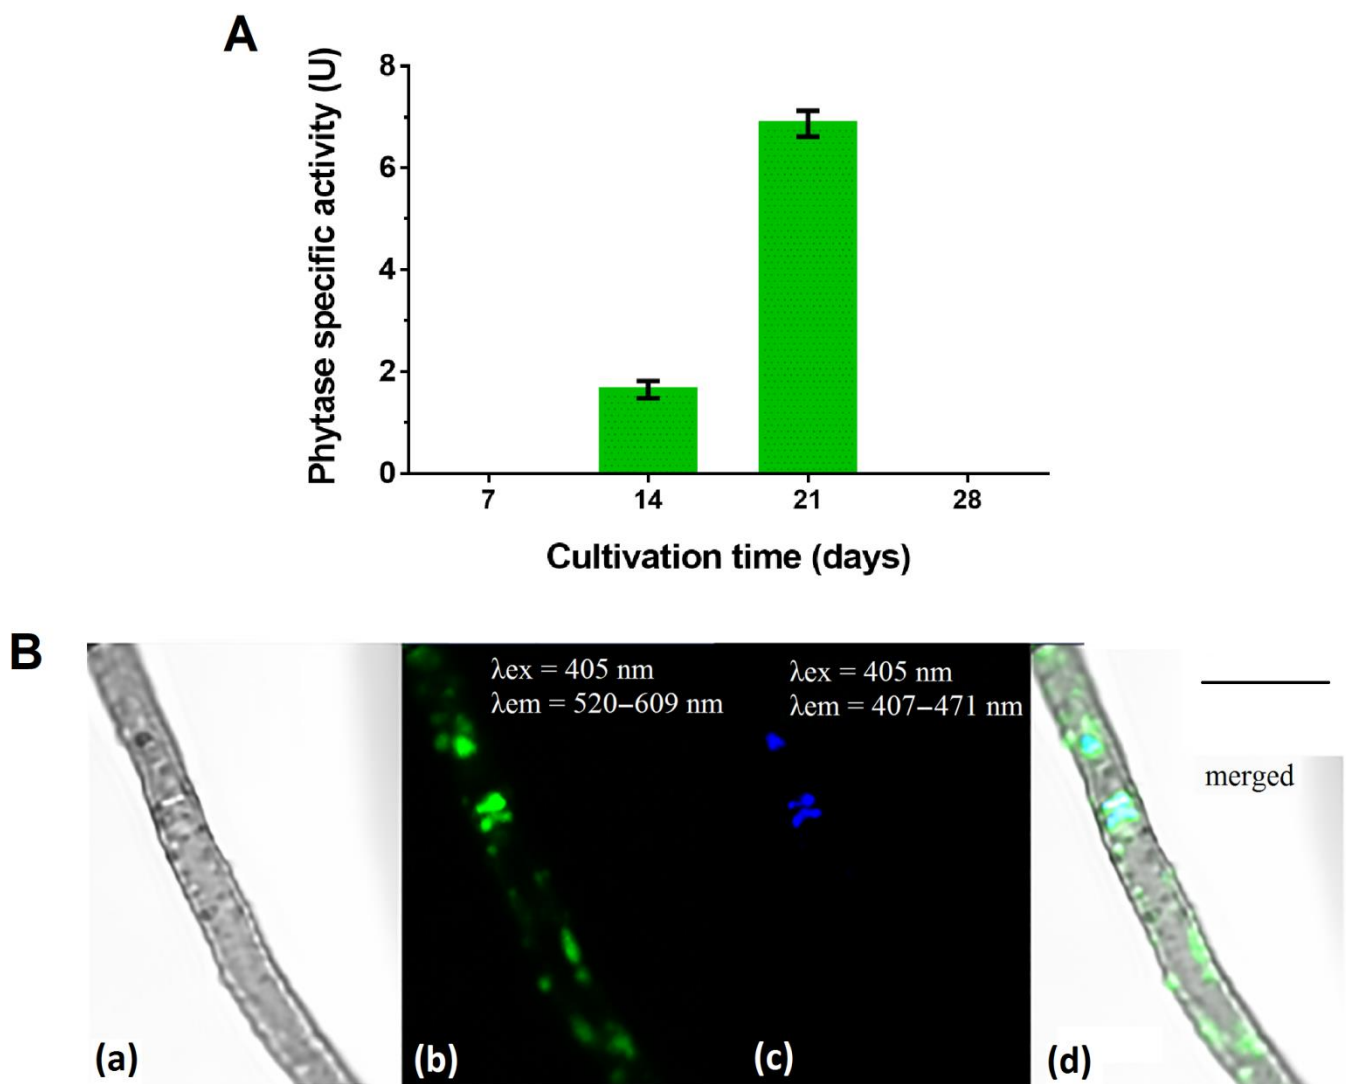 A
Phytase specific activity (U)
8
6
4
2
0
7 14 21 28
Cultivation time (days)
B
λex = 405 nm
λem = 520–609 nm
λex = 405 nm
λem = 407–471 nm
merged
(a) (b) (c) (d)